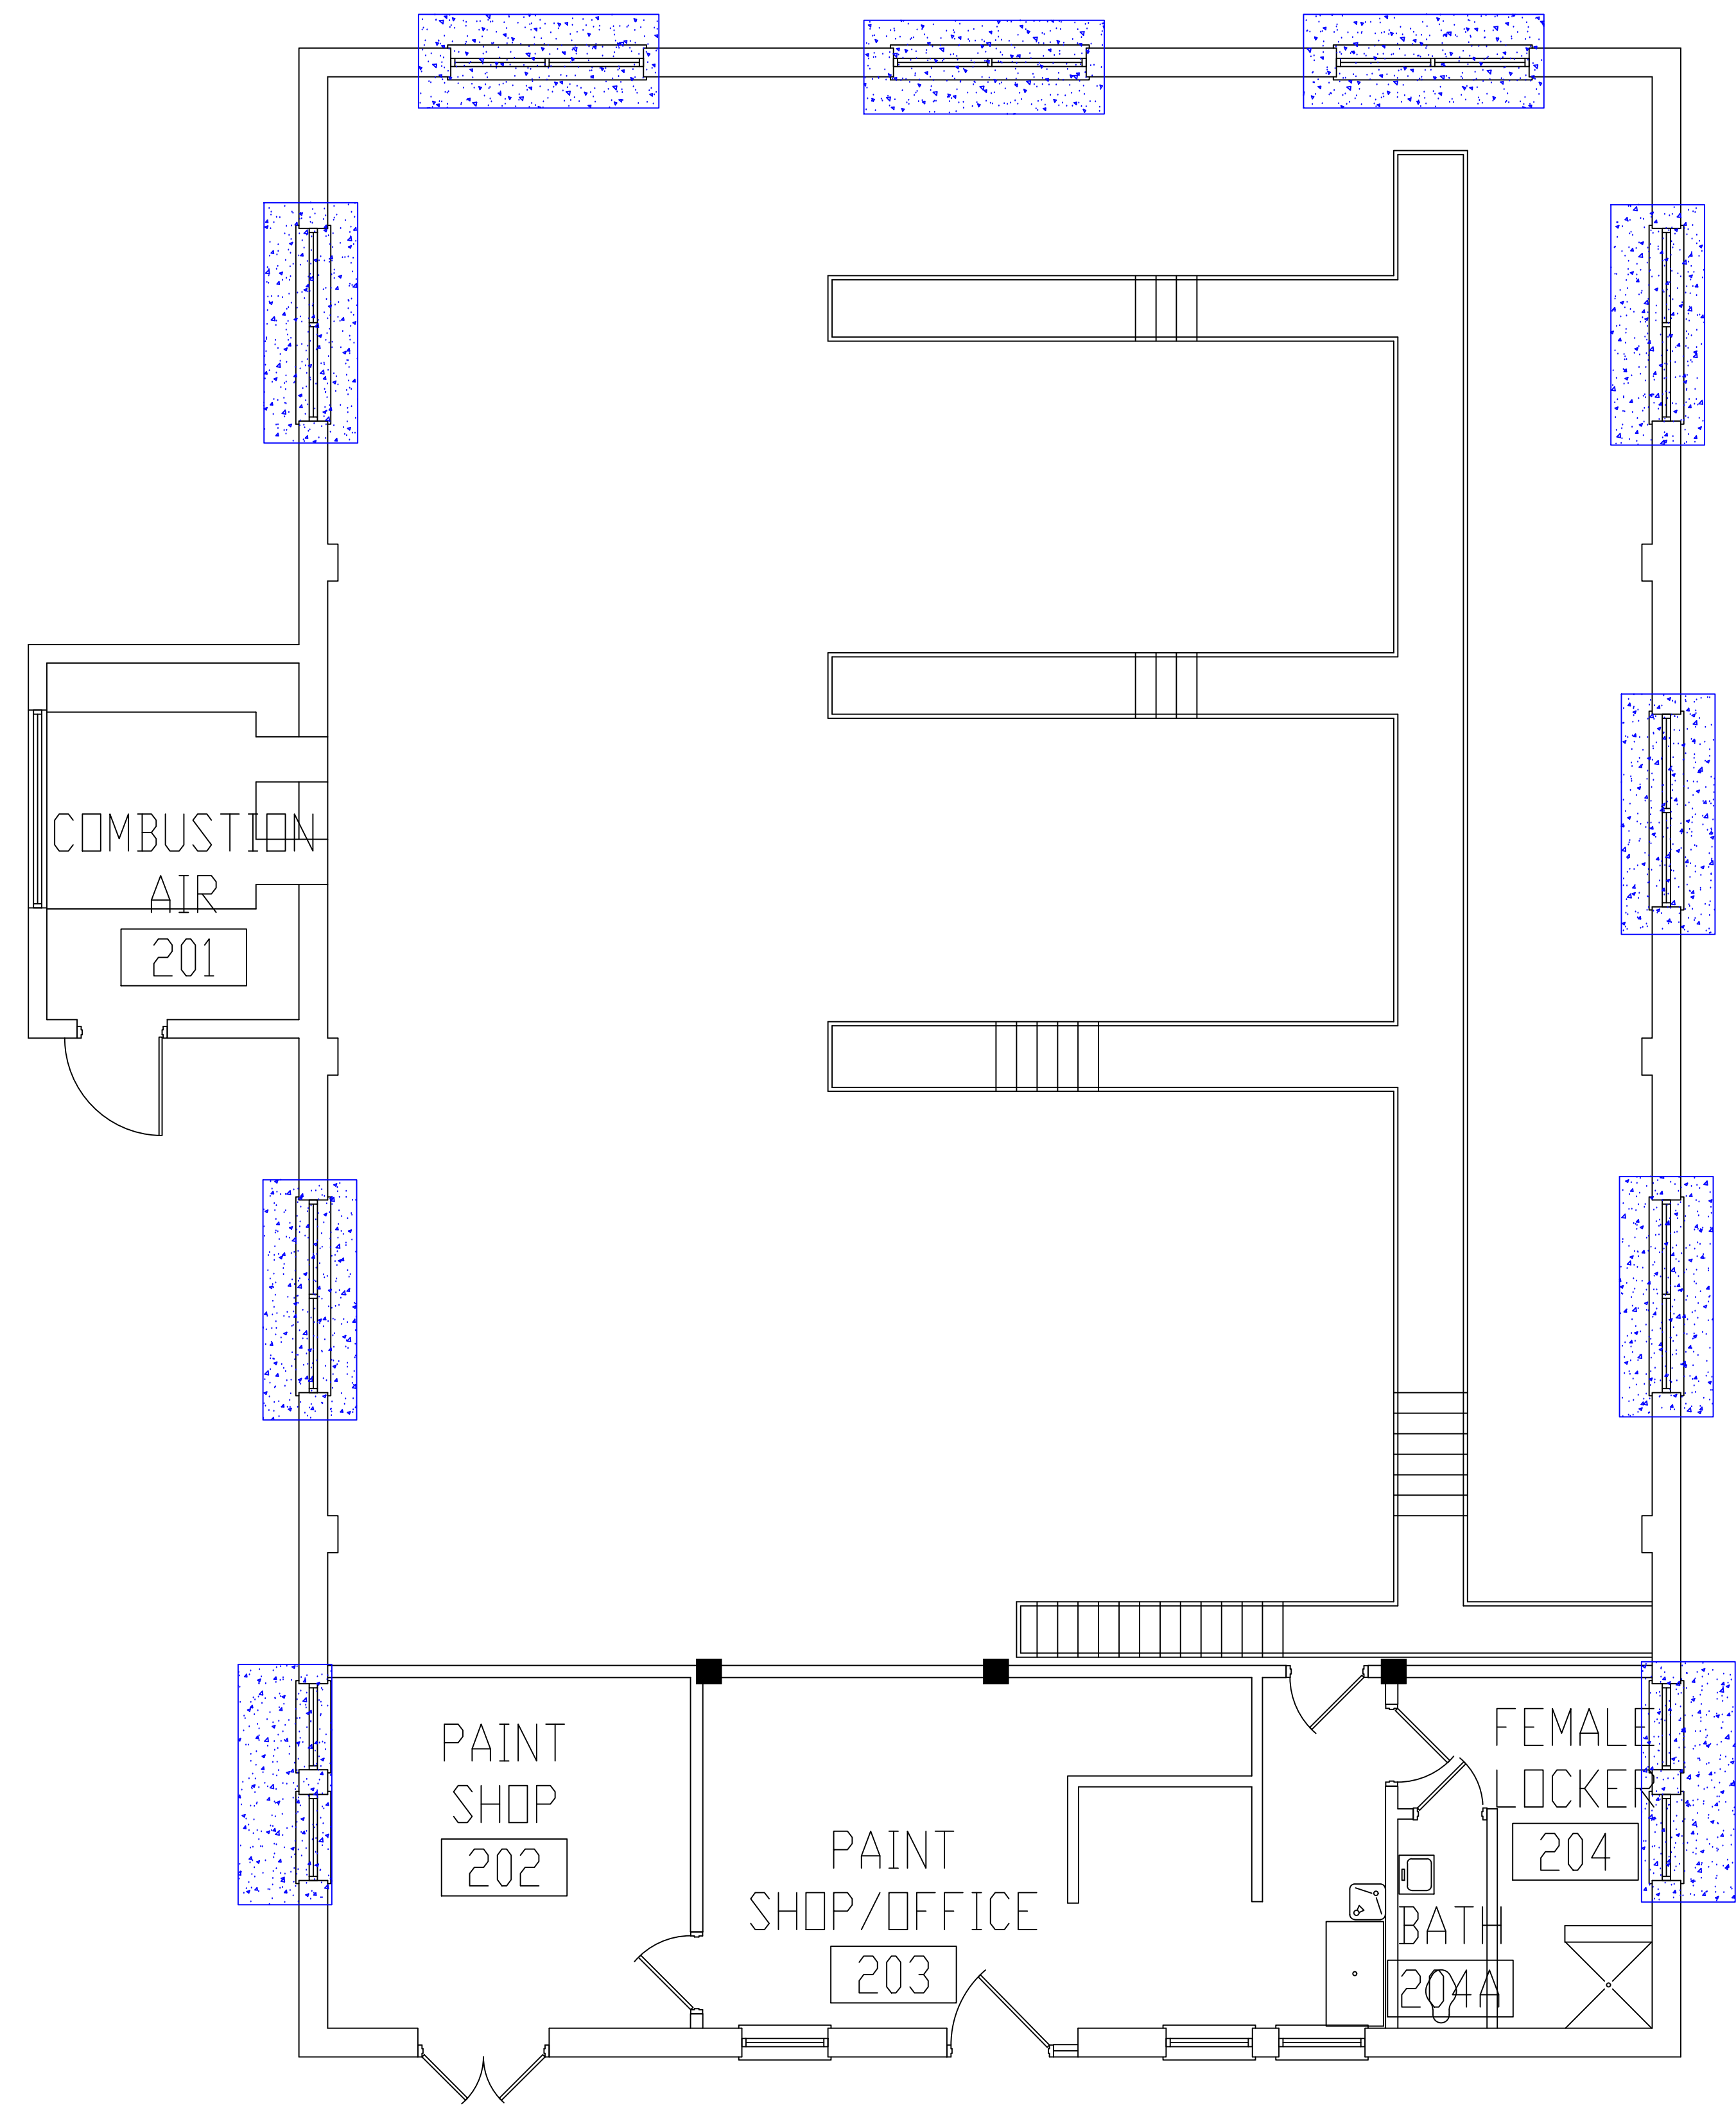 COMBUSTION
AIR
201
PAINT
SHOP
202
PAINT
SHOP/OFFICE
203
FEMALE
LOCKER
204
BATH
204A